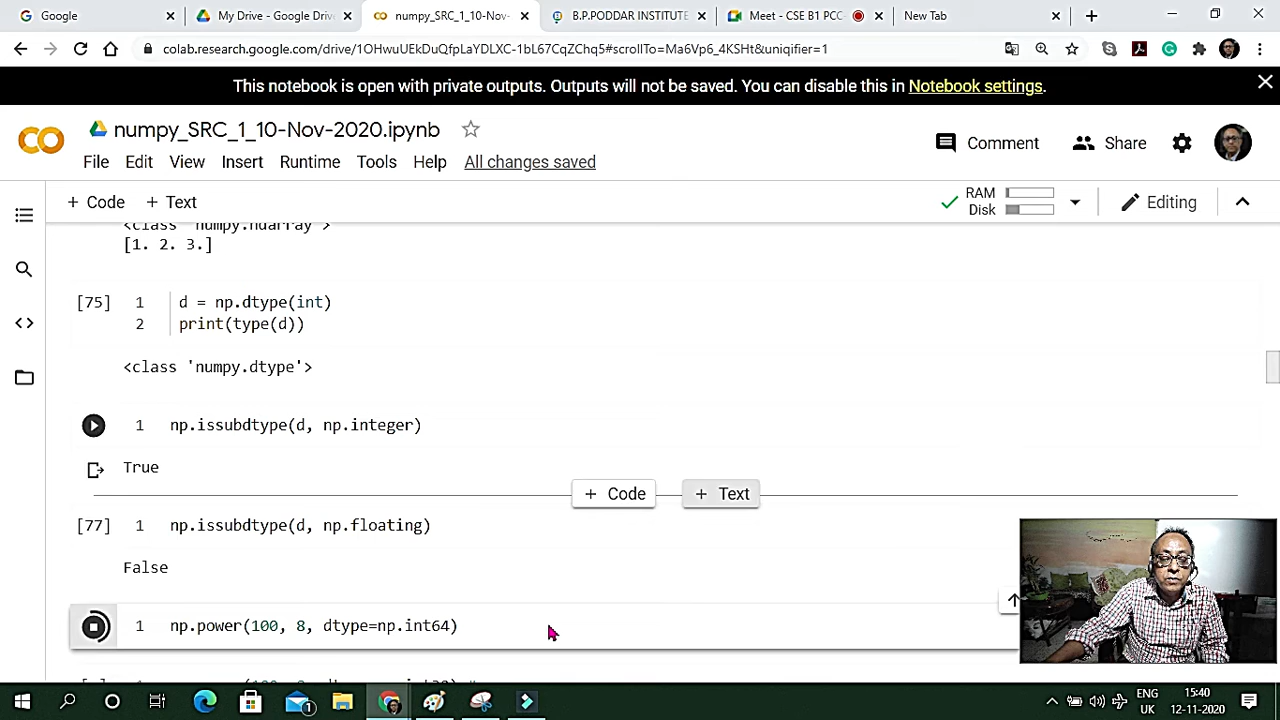 Google
My Drive - Google Driv
numpy_SRC_1_10-Nov-
B.P.PODDAR INSTITUTE
Meet - CSE B1 PCC-
New Tab
colab.research.google.com/drive/1OHwuUEkDuQfpLaYDLXC-1bL67CqZChq5#scrollTo=Ma6Vp6_4KSHt&uniqifier=1
This notebook is open with private outputs. Outputs will not be saved. You can disable this in Notebook settings.
numpy_SRC_1_10-Nov-2020.ipynb
Comment
Share
File Edit View Insert Runtime Tools Help All changes saved
+ Code + Text
RAM
Disk
Editing
<class 'numpy.ndarray'>
[1. 2. 3.]
[75] 1 d = np.dtype(int)
2 print(type(d))
<class 'numpy.dtype'>
1 np.issubdtype(d, np.integer)
True
+ Code + Text
[77] 1 np.issubdtype(d, np.floating)
False
1 np.power(100, 8, dtype=np.int64)
ENG
UK
15:40
12-11-2020